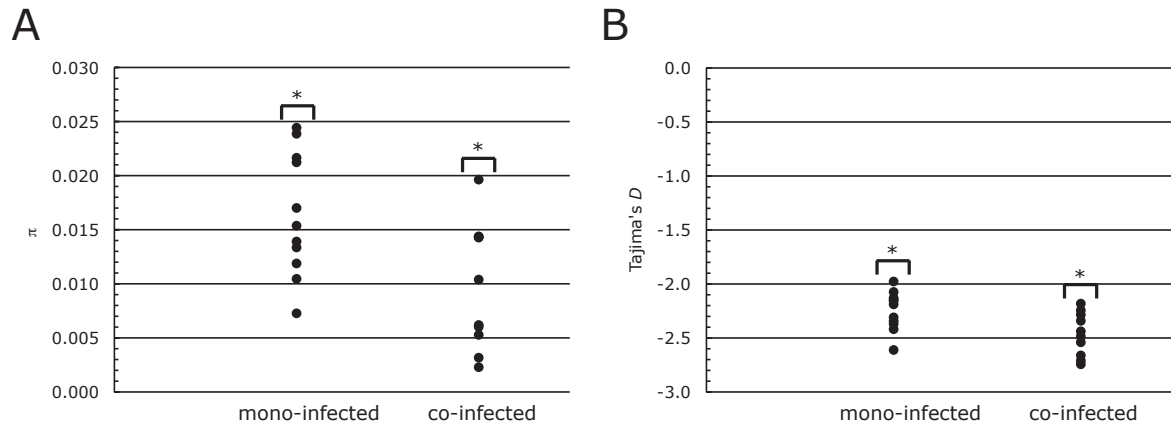 A
π
0.030
0.025
0.020
0.015
0.010
0.005
0.000
*
*
mono-infected
co-infected
B
Tajima's D
0.0
-0.5
-1.0
-1.5
-2.0
-2.5
-3.0
*
*
mono-infected
co-infected